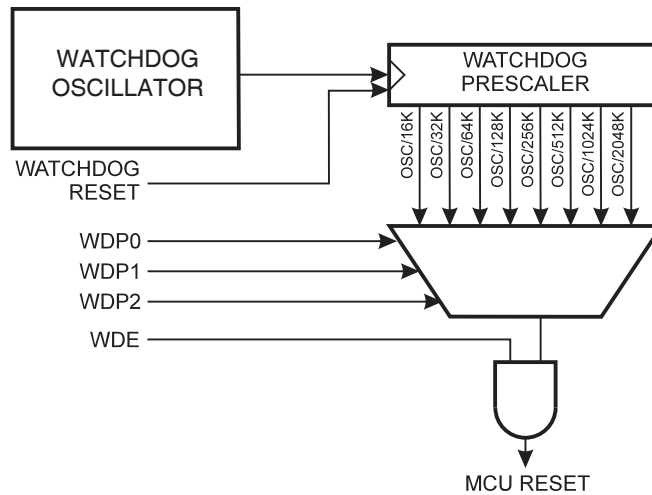 WATCHDOG
OSCILLATOR
WATCHDOG
PRESCALER
OSC/16K
OSC/32K
OSC/64K
OSC/128K
OSC/256K
OSC/512K
OSC/1024K
OSC/2048K
WATCHDOG
RESET
WDP0
WDP1
WDP2
WDE
MCU RESET